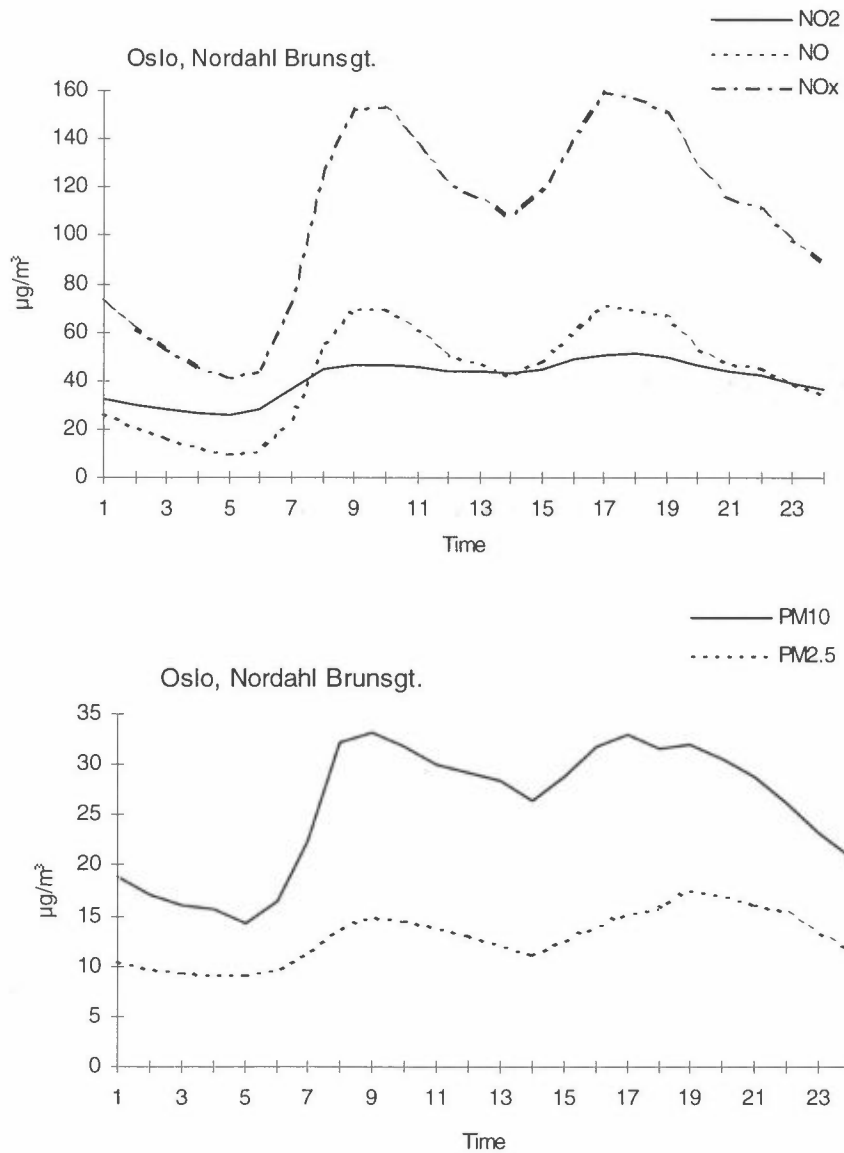 NO2
NO
NOx
Oslo, Nordahl Brunsgt.
160
140
120
100
80
60
40
20
0
µg/m³
1 3 5 7 9 11 13 15 17 19 21 23
Time
PM10
PM2.5
Oslo, Nordahl Brunsgt.
35
30
25
20
15
10
5
0
µg/m³
1 3 5 7 9 11 13 15 17 19 21 23
Time